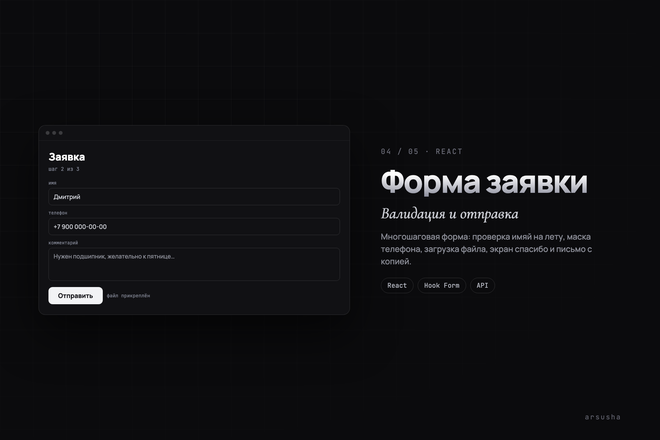 Заявка
шаг 2 из 3
имя
Дмитрий
телефон
+7 900 000-00-00
комментарий
Нужен подшипник, желательно к пятнице…
Отправить
файл прикреплён
04 / 05 · REACT
Форма заявки
Валидация и отправка
Многошаговая форма: проверка имяй на лету, маска
телефона, загрузка файла, экран спасибо и письмо с
копией.
React
Hook Form
API
arsusha